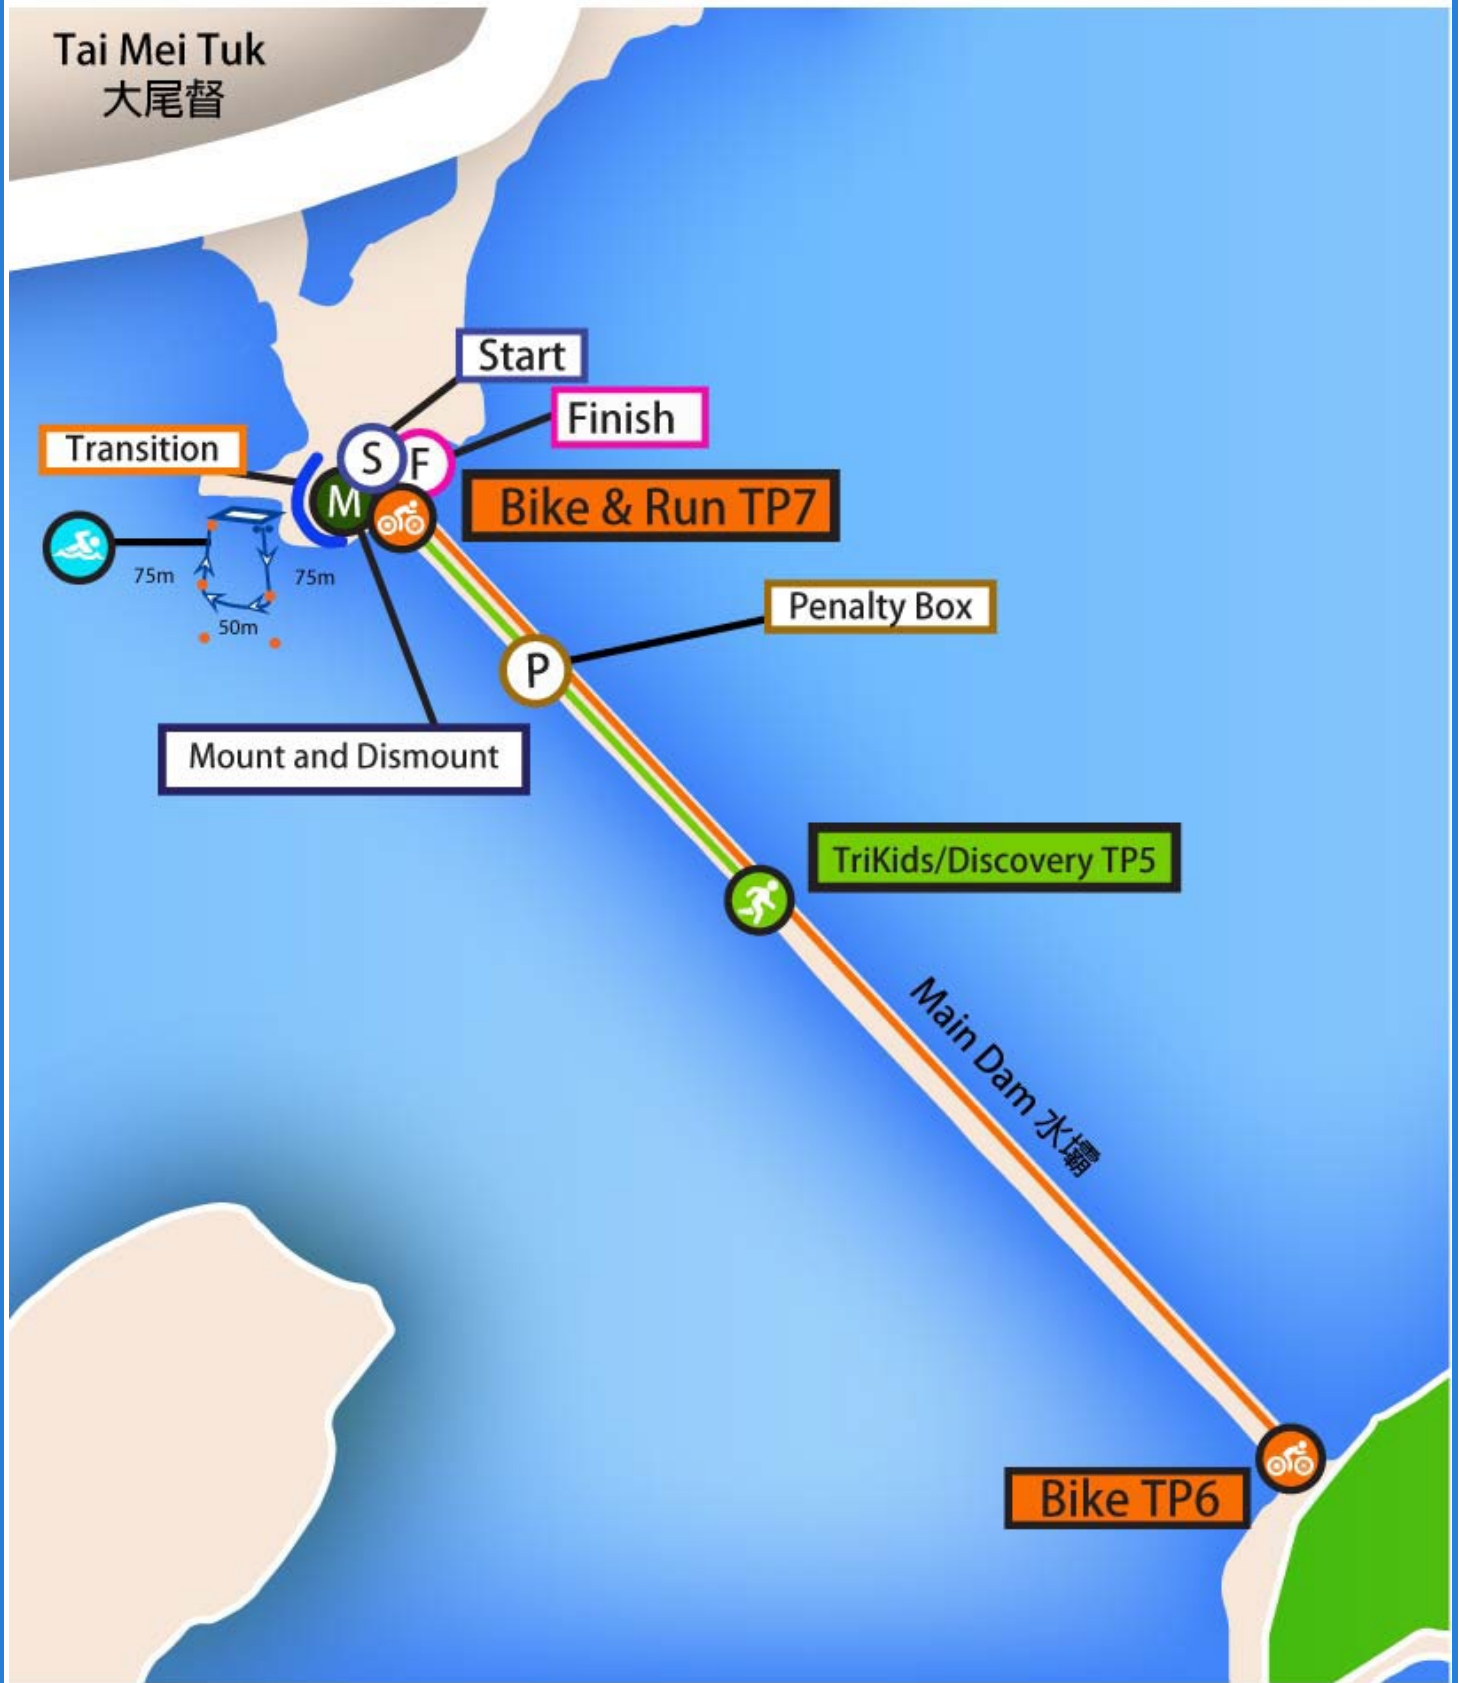 Tai Mei Tuk
大尾督
Start
Finish
Transition
S
F
M
Bike & Run TP7
75m
75m
50m
Penalty Box
P
Mount and Dismount
TriKids/Discovery TP5
Main Dam 水壩
Bike TP6